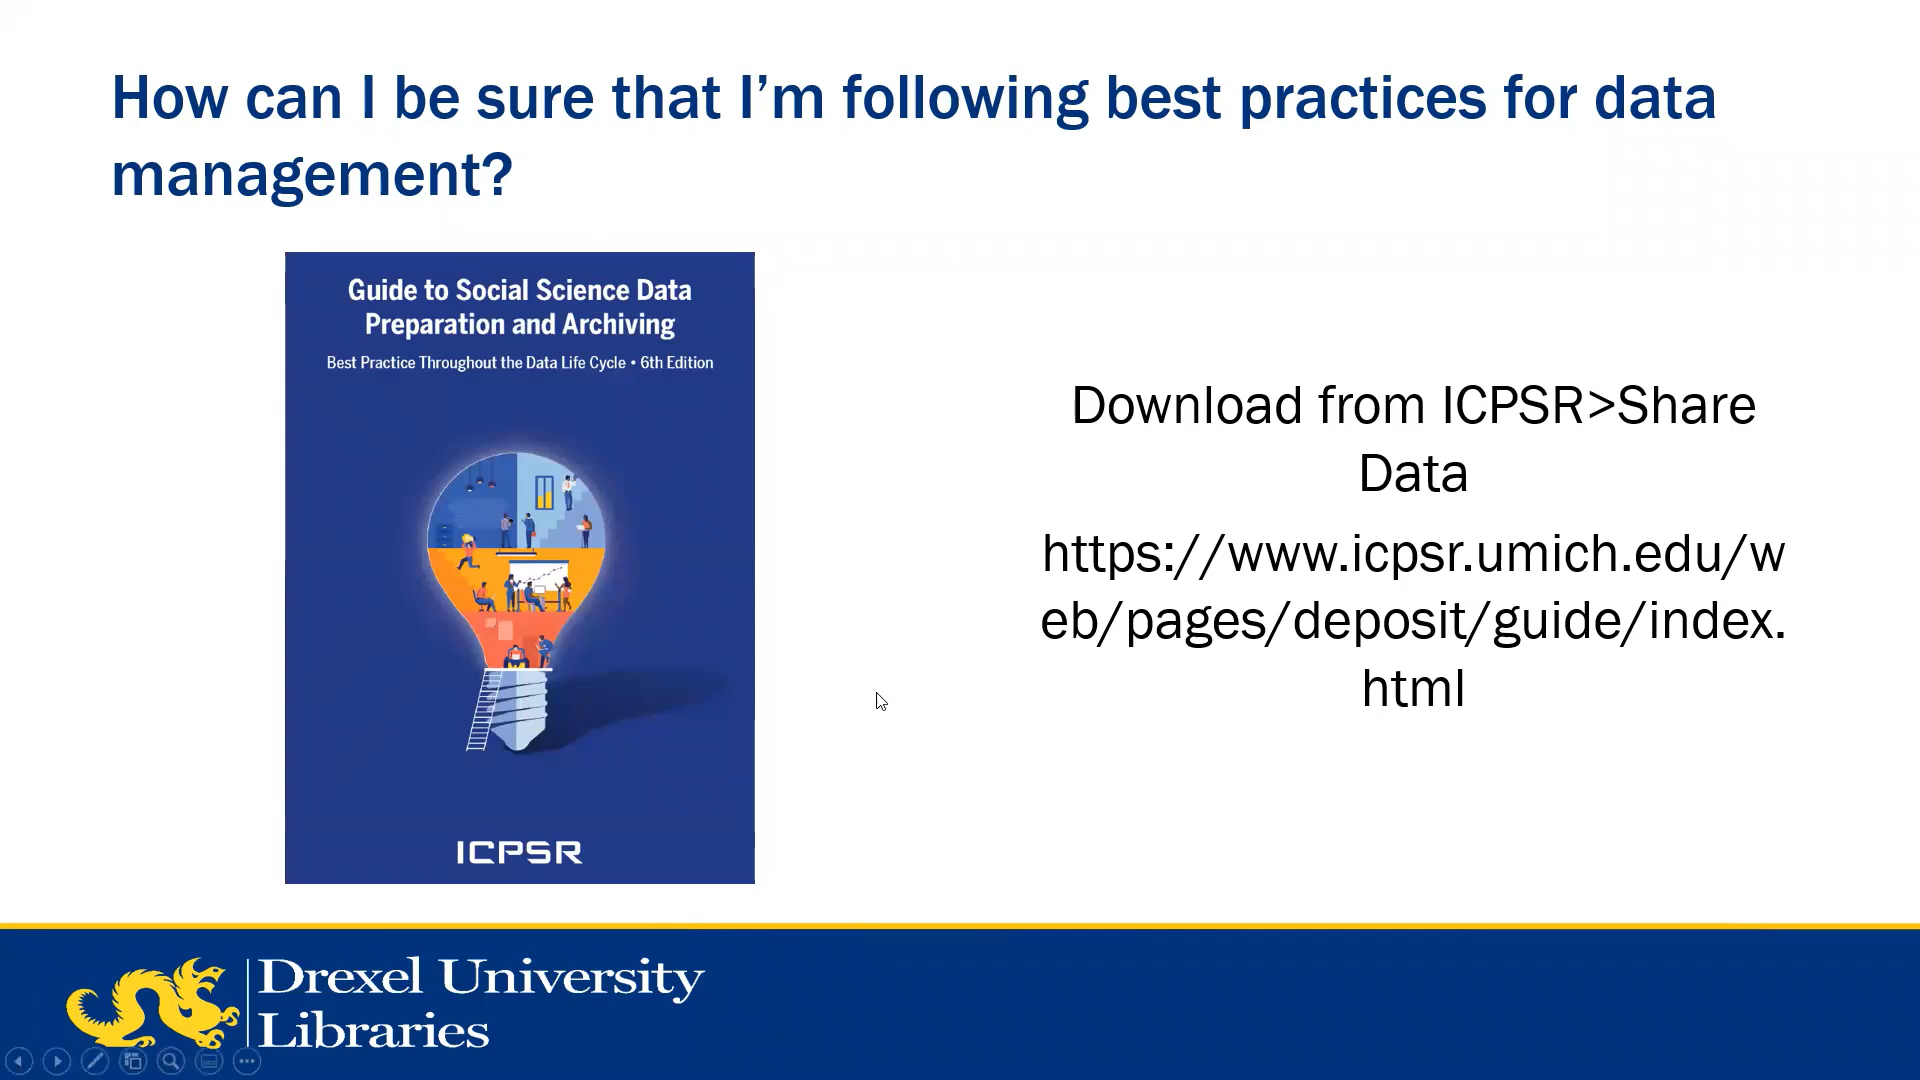 How can I be sure that I’m following best practices for data
management?
Guide to Social Science Data
Preparation and Archiving
Best Practice Throughout the Data Life Cycle • 6th Edition
ICPSR
Download from ICPSR>Share
Data
https://www.icpsr.umich.edu/w
eb/pages/deposit/guide/index.
html
Drexel University
Libraries